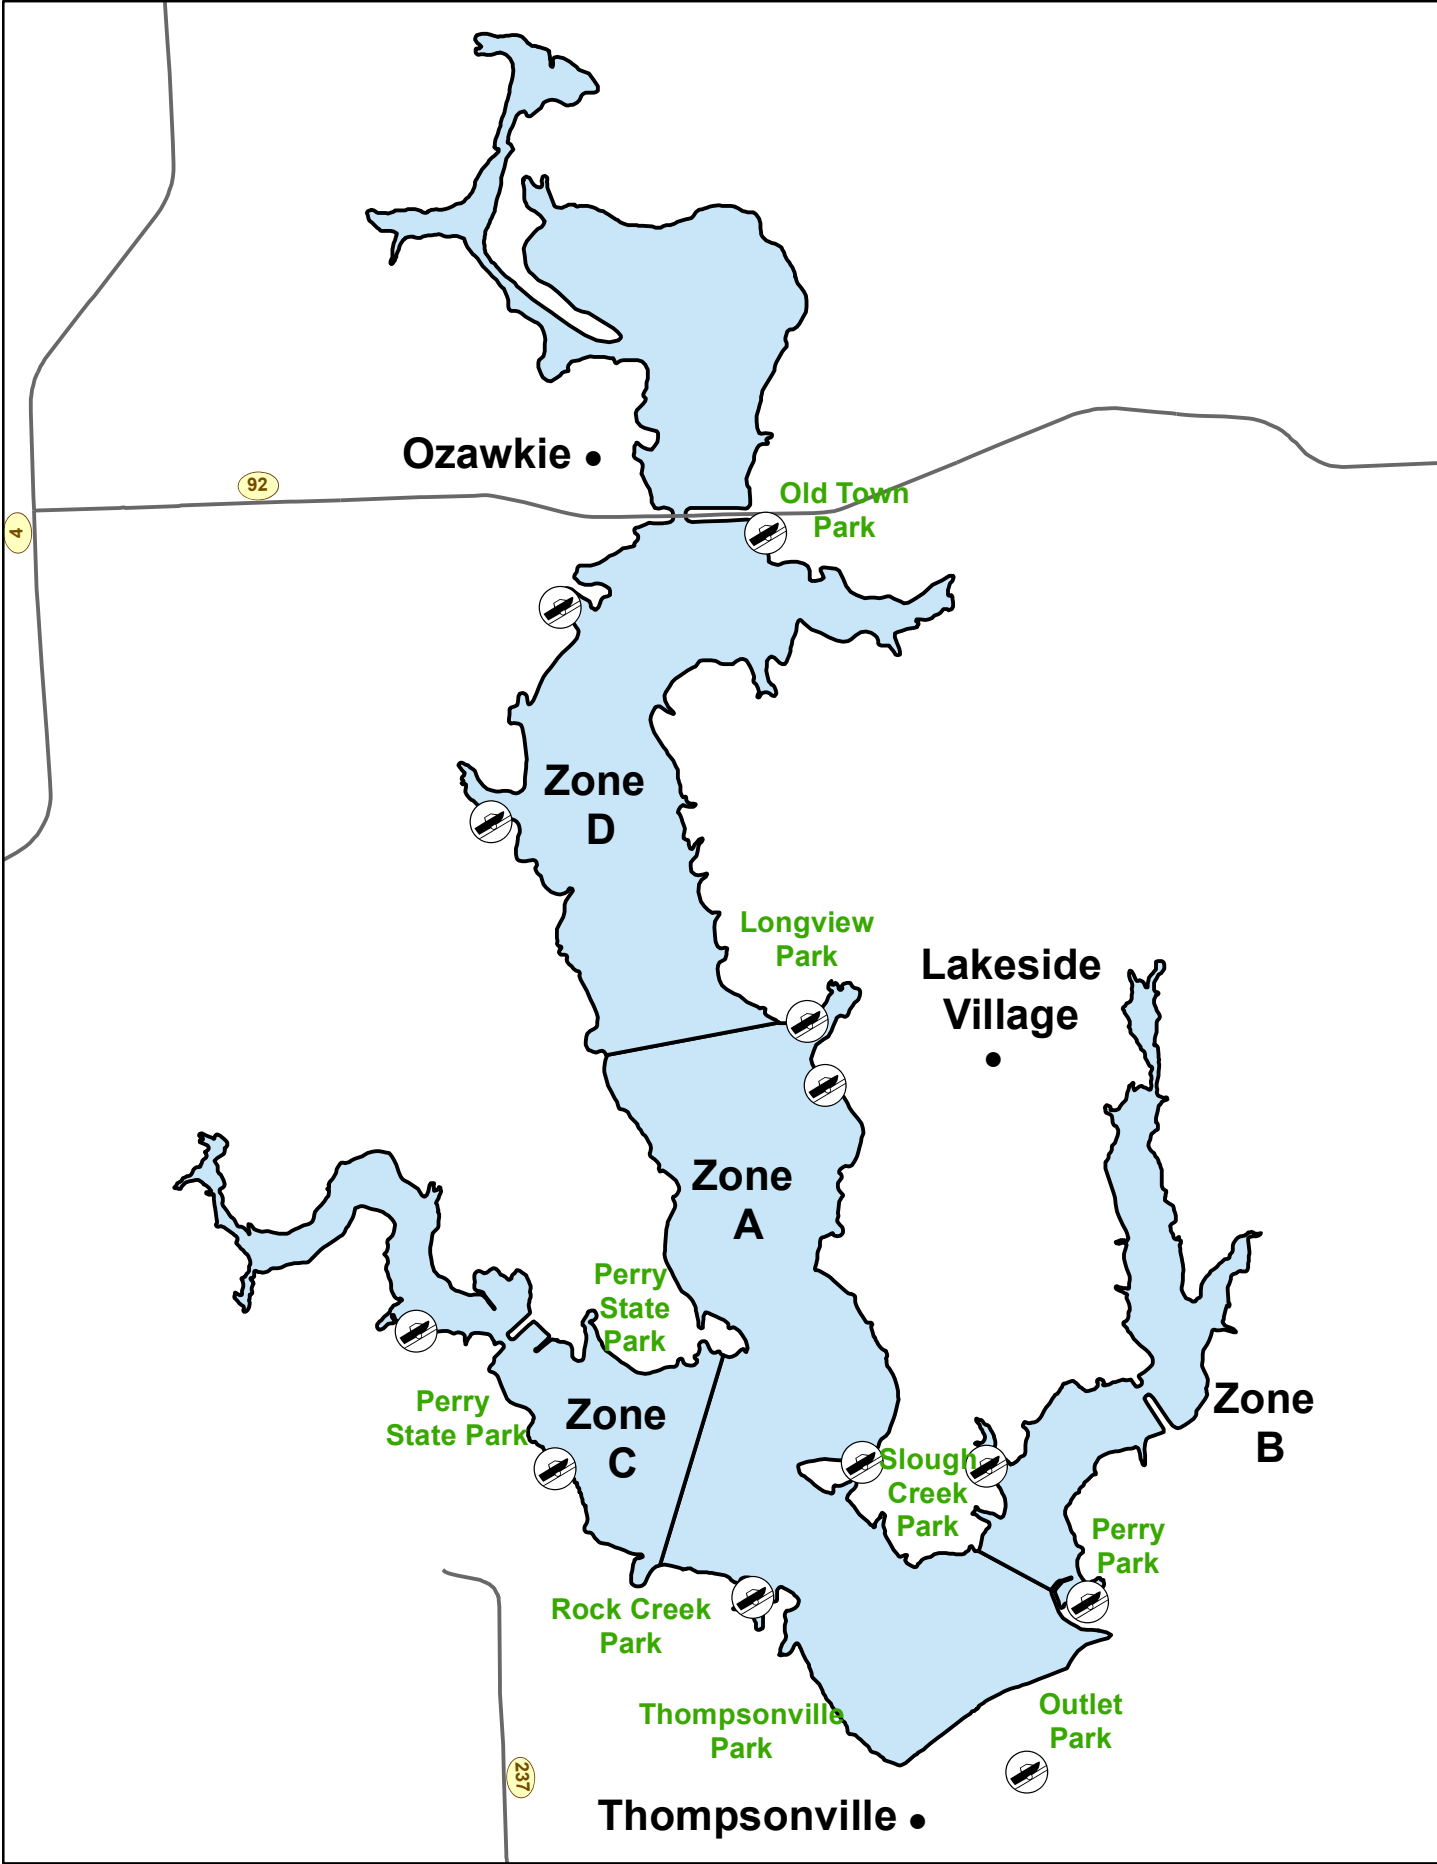 Ozawkie
92
Old Town
Park
4
Zone
D
Longview
Park
Lakeside
Village
Zone
A
Perry
State
Park
Perry
State Park
Zone
C
Zone
B
Slough
Creek
Park
Perry
Park
Rock Creek
Park
Thompsonville
Park
Outlet
Park
237
Thompsonville